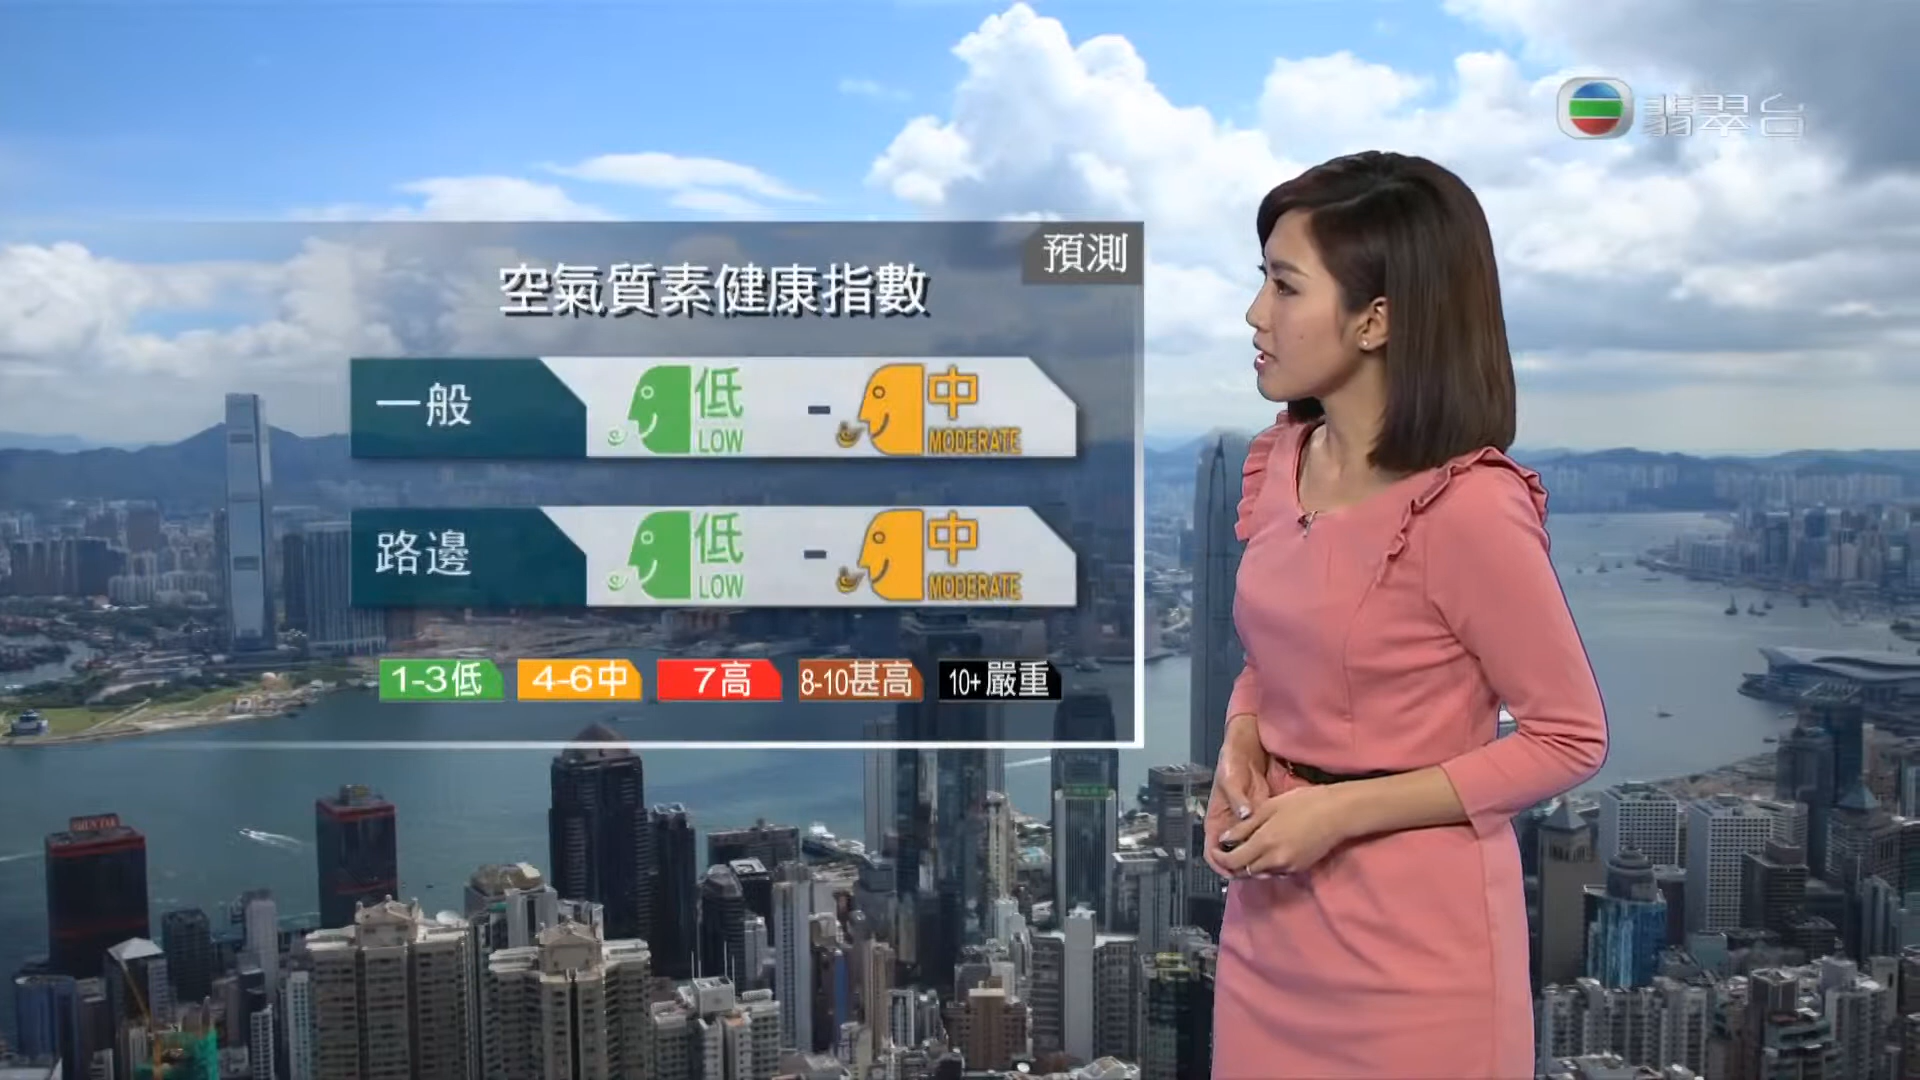 翡翠台
預測
空氣質素健康指數
一般 低 LOW - 中 MODERATE
路邊 低 LOW - 中 MODERATE
1-3低 4-6中 7高 8-10甚高 10+嚴重